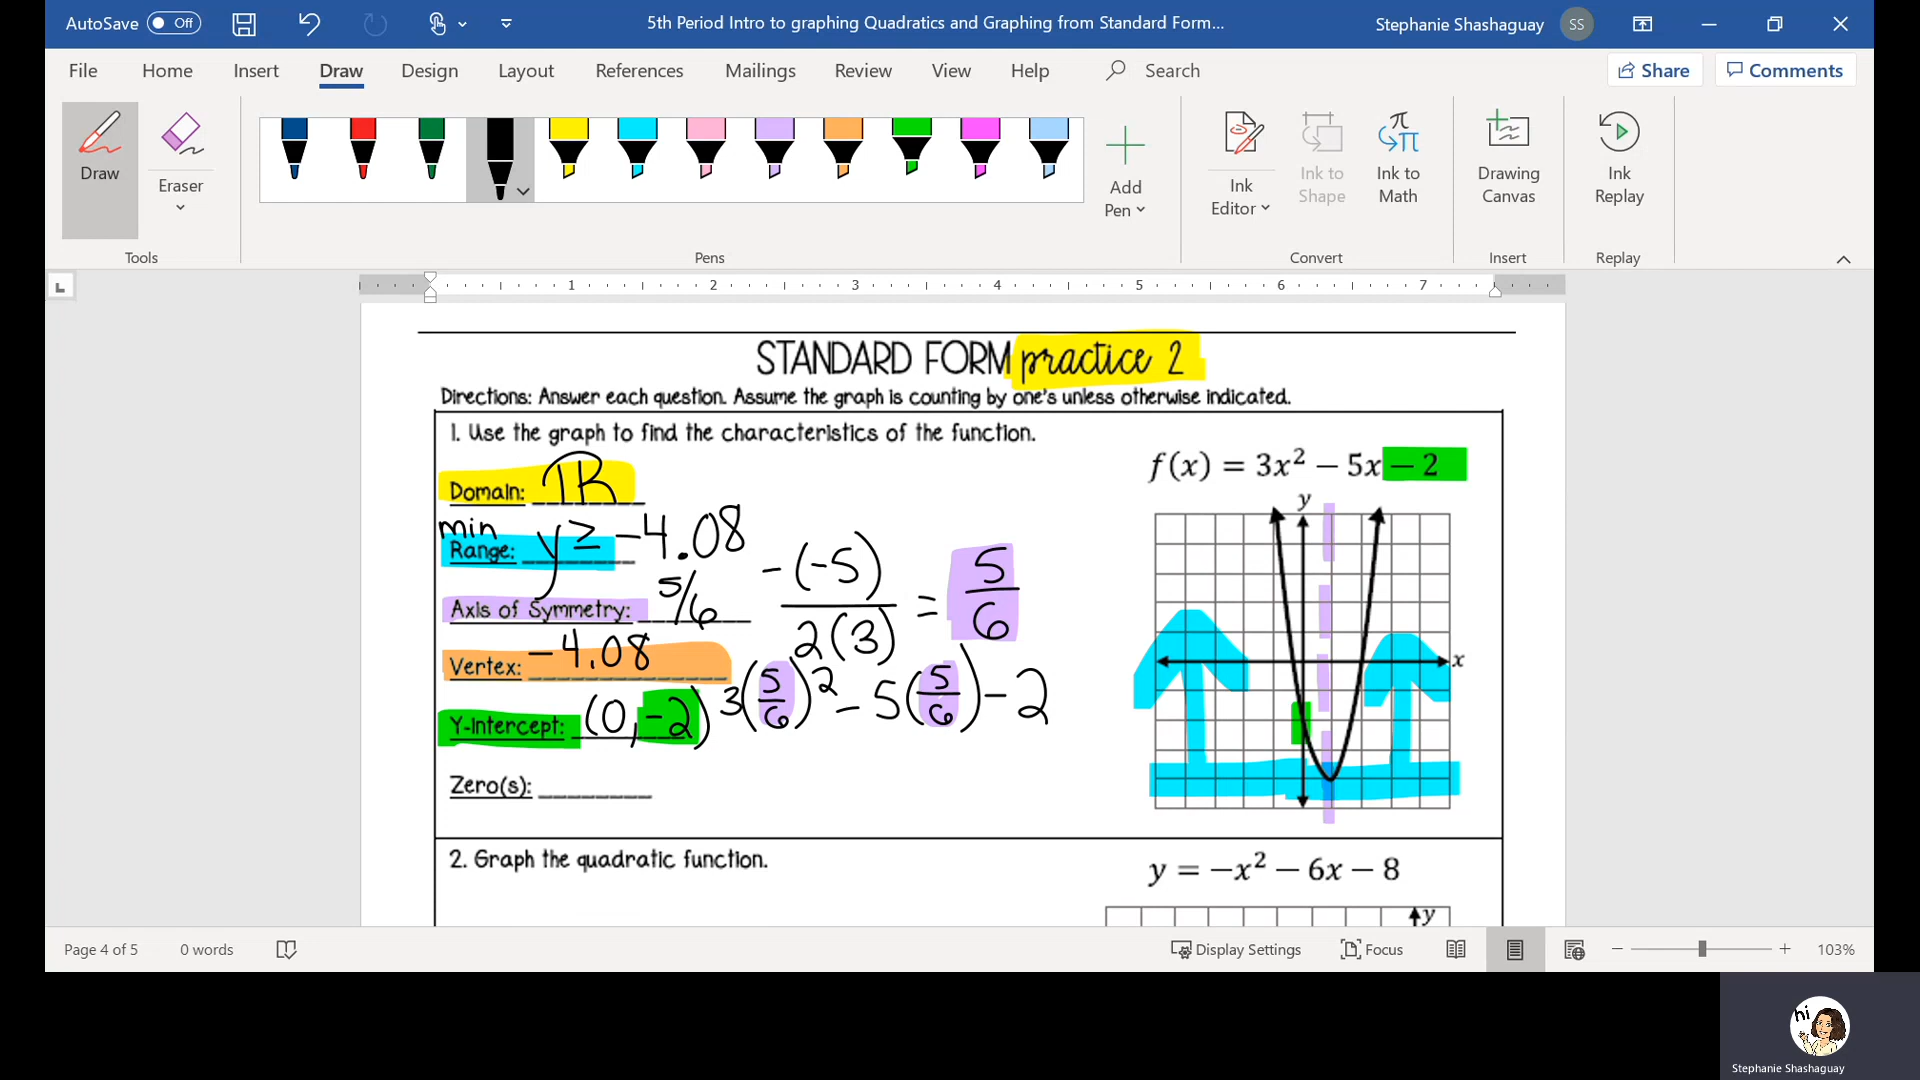 AutoSave Off 5th Period Intro to graphing Quadratics and Graphing from Standard Form... Stephanie Shashaguay SS
File Home Insert Draw Design Layout References Mailings Review View Help Search Share Comments
Draw
Eraser
Add Pen
Ink Editor
Ink to Shape
Ink to Math
Drawing Canvas
Ink Replay
Tools Pens Convert Insert Replay
1 2 3 4 5 6 7
STANDARD FORM practice 2
Directions: Answer each question. Assume the graph is counting by one's unless otherwise indicated.
1. Use the graph to find the characteristics of the function.
f(x) = 3x² − 5x − 2
Domain: ℝ
min
Range: y ≥ −4.08
Axis of Symmetry: 5/6
-(-5) / 2(3) = 5/6
Vertex: −4.08
3(5/6)² − 5(5/6) − 2
Y-Intercept: (0, −2)
Zero(s):
y
x
2. Graph the quadratic function.
y = −x² − 6x − 8
y
Page 4 of 5 0 words Display Settings Focus 103%
hi
Stephanie Shashaguay